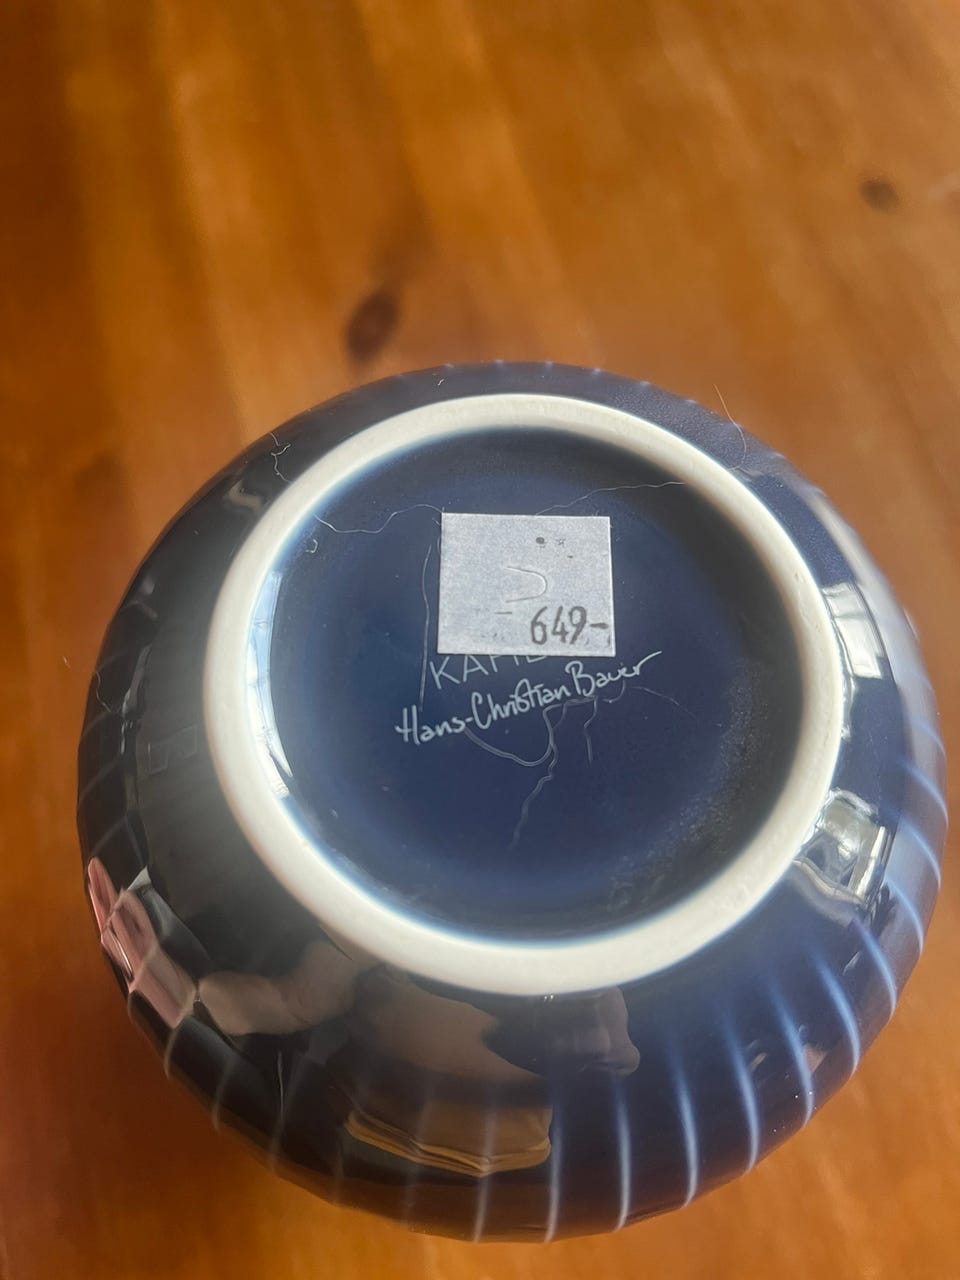 649-
KÄHLER
Hans-Christian Bauer